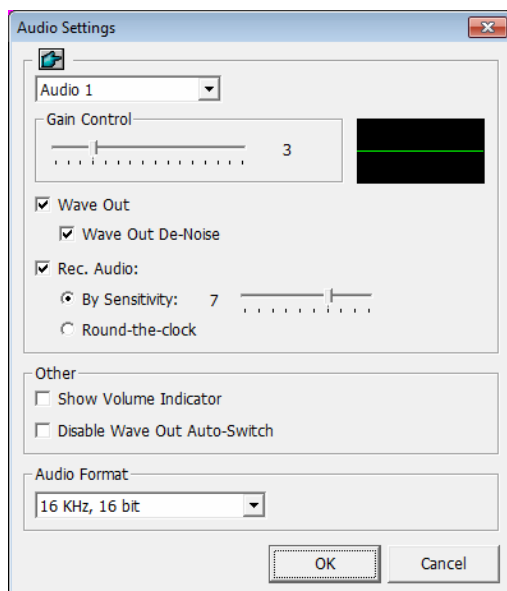 Audio Settings
Audio 1
Gain Control
3
Wave Out
Wave Out De-Noise
Rec. Audio:
By Sensitivity: 7
Round-the-clock
Other
Show Volume Indicator
Disable Wave Out Auto-Switch
Audio Format
16 KHz, 16 bit
OK Cancel